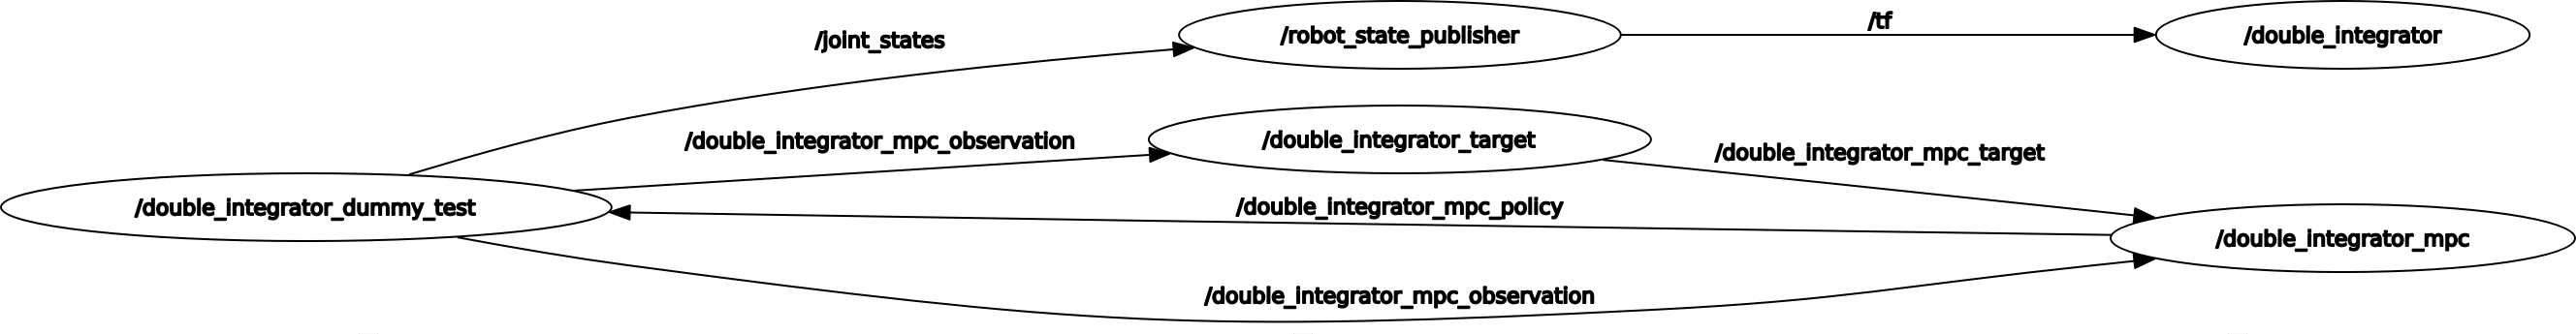 /joint_states
/robot_state_publisher
/tf
/double_integrator
/double_integrator_mpc_observation
/double_integrator_target
/double_integrator_mpc_target
/double_integrator_dummy_test
/double_integrator_mpc_policy
/double_integrator_mpc
/double_integrator_mpc_observation